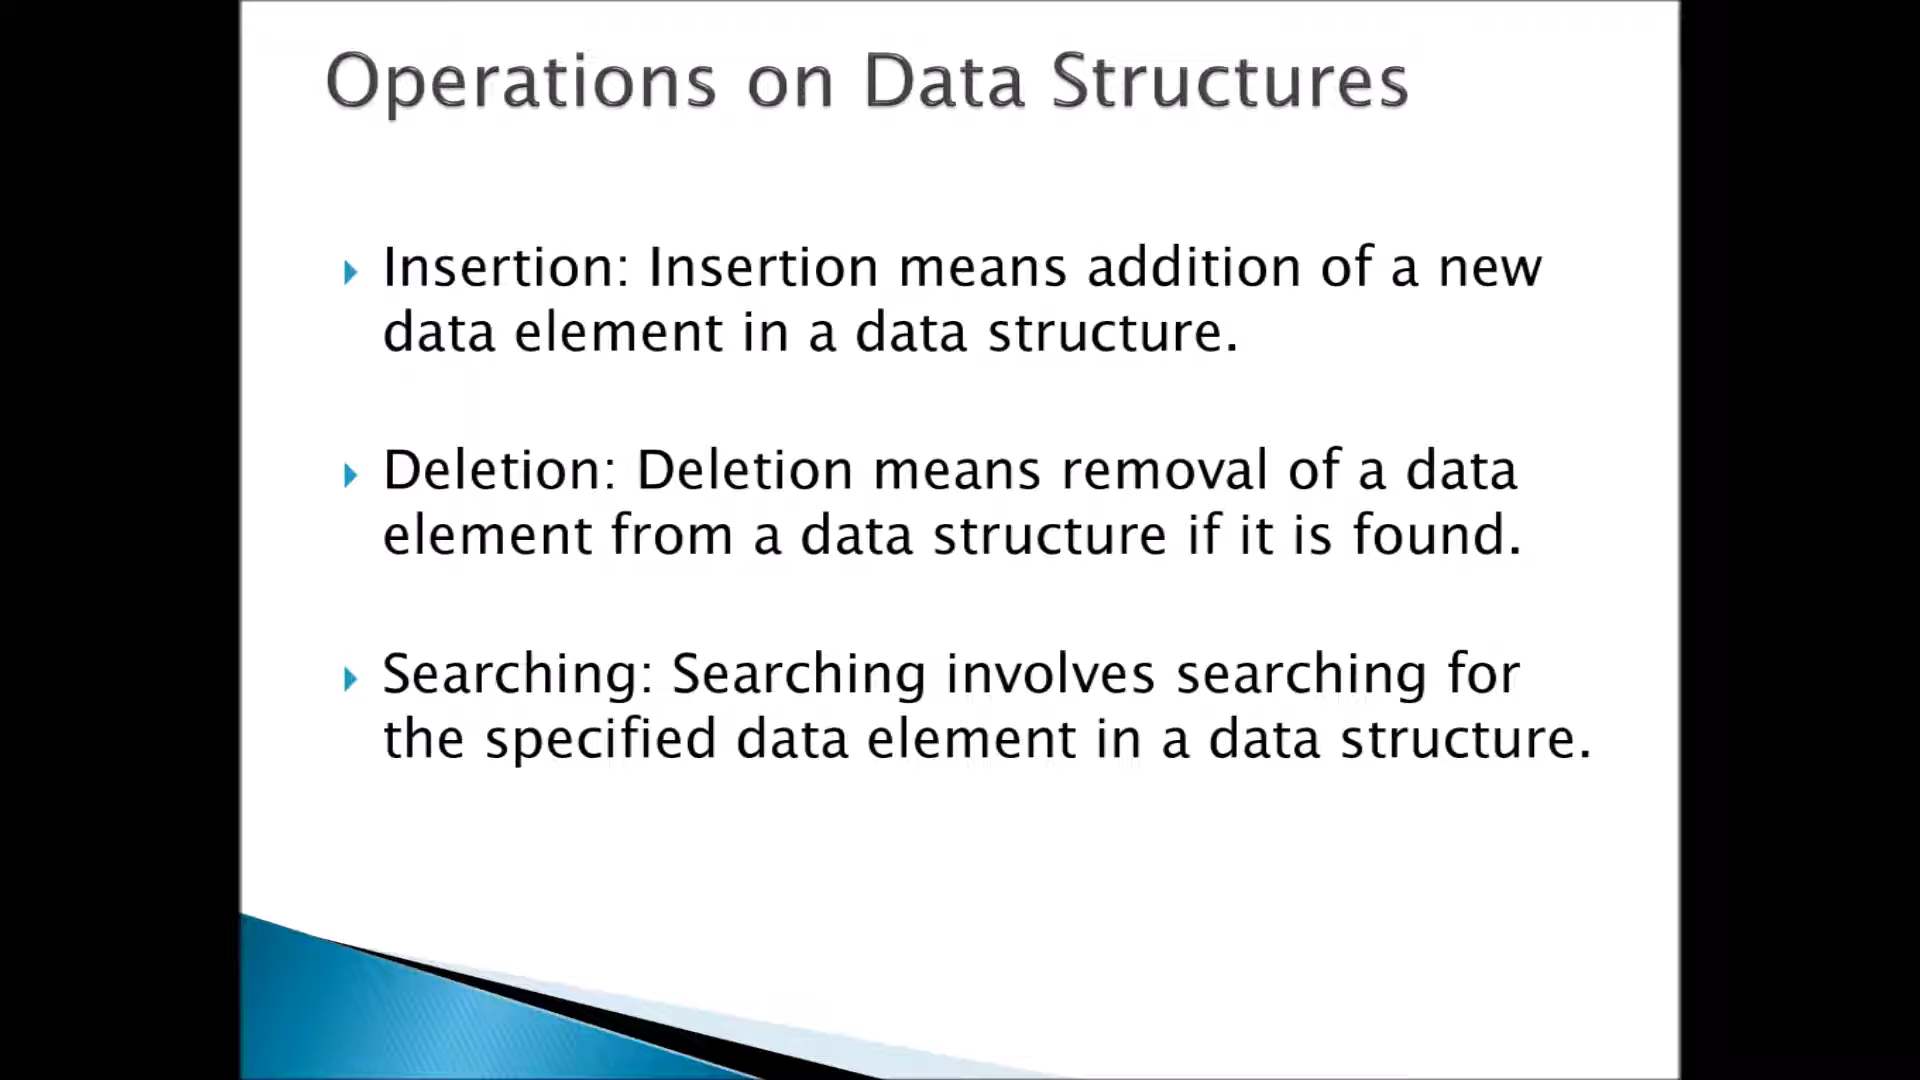 Operations on Data Structures
Insertion: Insertion means addition of a new
data element in a data structure.
Deletion: Deletion means removal of a data
element from a data structure if it is found.
Searching: Searching involves searching for
the specified data element in a data structure.